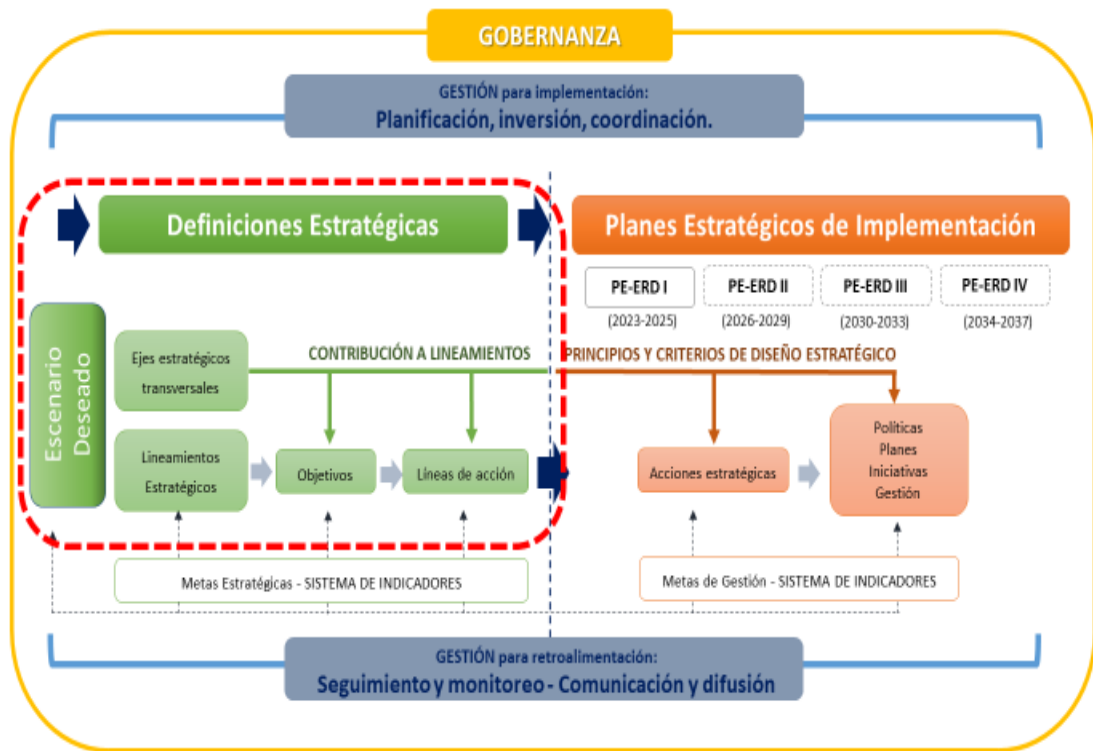 GOBERNANZA
GESTIÓN para implementación:
Planificación, inversión, coordinación.
Definiciones Estratégicas
Planes Estratégicos de Implementación
PE-ERD I
PE-ERD II
PE-ERD III
PE-ERD IV
(2023-2025)
(2026-2029)
(2030-2033)
(2034-2037)
Escenario
Deseado
Ejes estratégicos
transversales
CONTRIBUCIÓN A LINEAMIENTOS
PRINCIPIOS Y CRITERIOS DE DISEÑO ESTRATÉGICO
Lineamientos
Estratégicos
Objetivos
Líneas de acción
Acciones estratégicas
Políticas
Planes
Iniciativas
Gestión
Metas Estratégicas - SISTEMA DE INDICADORES
Metas de Gestión - SISTEMA DE INDICADORES
GESTIÓN para retroalimentación:
Seguimiento y monitoreo - Comunicación y difusión